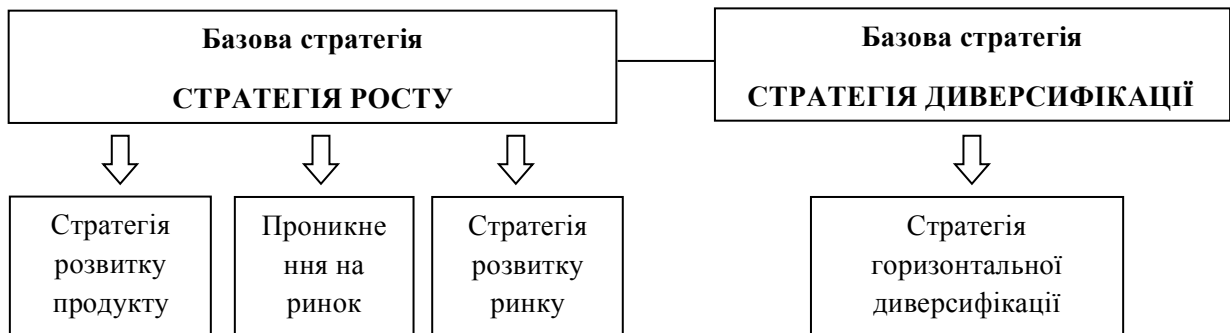 Базова стратегія
СТРАТЕГІЯ РОСТУ
Базова стратегія
СТРАТЕГІЯ ДИВЕРСИФІКАЦІЇ
Стратегія
розвитку
продукту
Проникне
ння на
ринок
Стратегія
розвитку
ринку
Стратегія
горизонтальної
диверсифікації